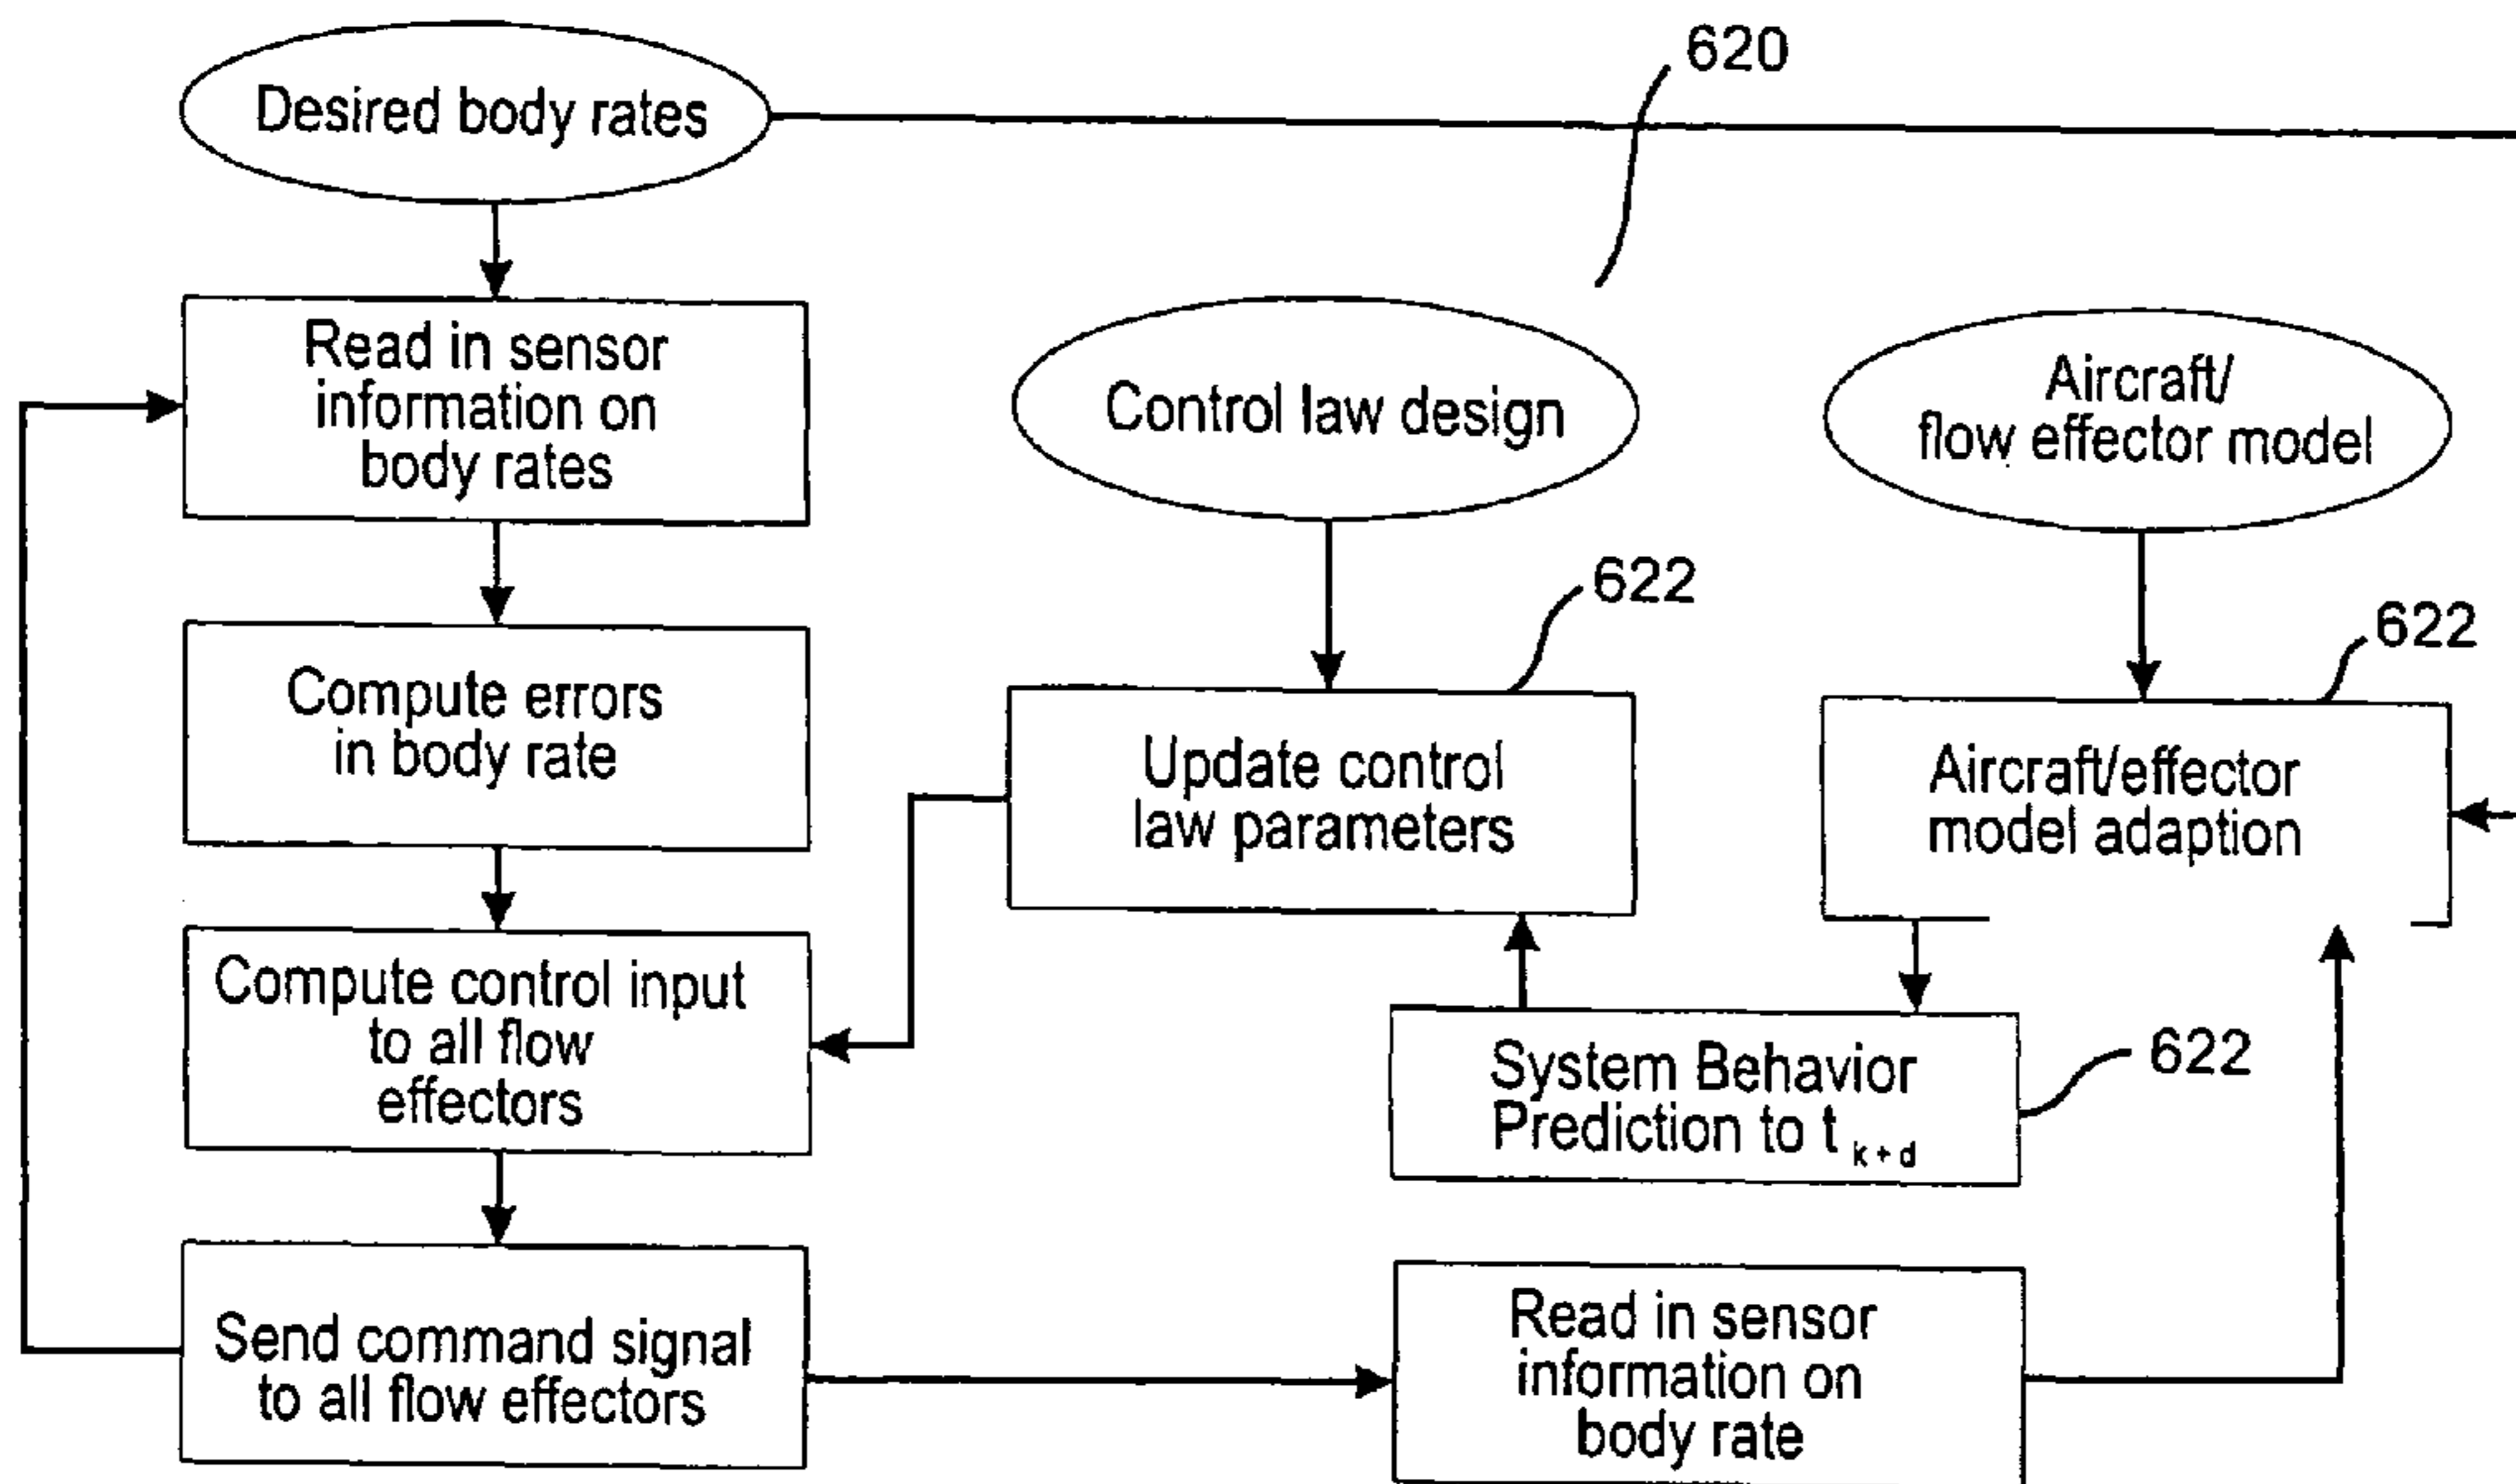 Desired body rates
620
Read in sensor
information on
body rates
Control law design
Aircraft/
flow effector model
622
622
Compute errors
in body rate
Update control
law parameters
Aircraft/effector
model adaption
Compute control input
to all flow
effectors
System Behavior
Prediction to t k + d
622
Send command signal
to all flow effectors
Read in sensor
information on
body rate